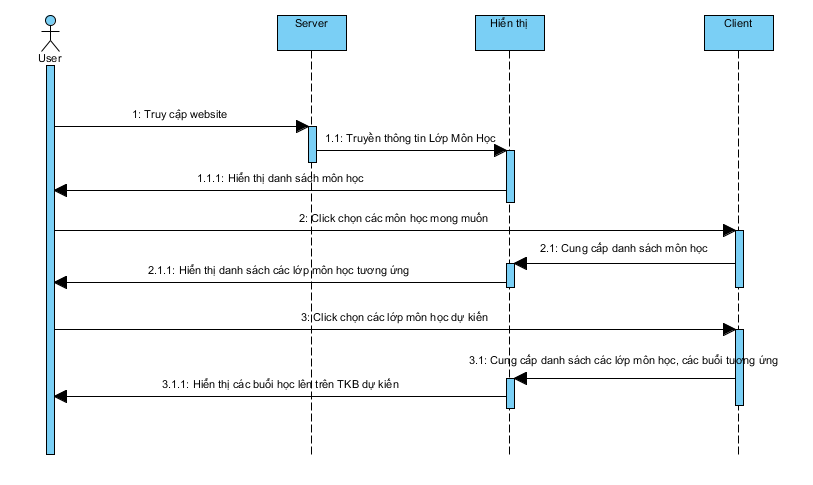 User
Server
Hiển thị
Client
1: Truy cập website
1.1: Truyền thông tin Lớp Môn Học
1.1.1: Hiển thị danh sách môn học
2: Click chọn các môn học mong muốn
2.1: Cung cấp danh sách môn học
2.1.1: Hiển thị danh sách các lớp môn học tương ứng
3: Click chọn các lớp môn học dự kiến
3.1: Cung cấp danh sách các lớp môn học, các buổi tương ứng
3.1.1: Hiển thị các buổi học lên trên TKB dự kiến